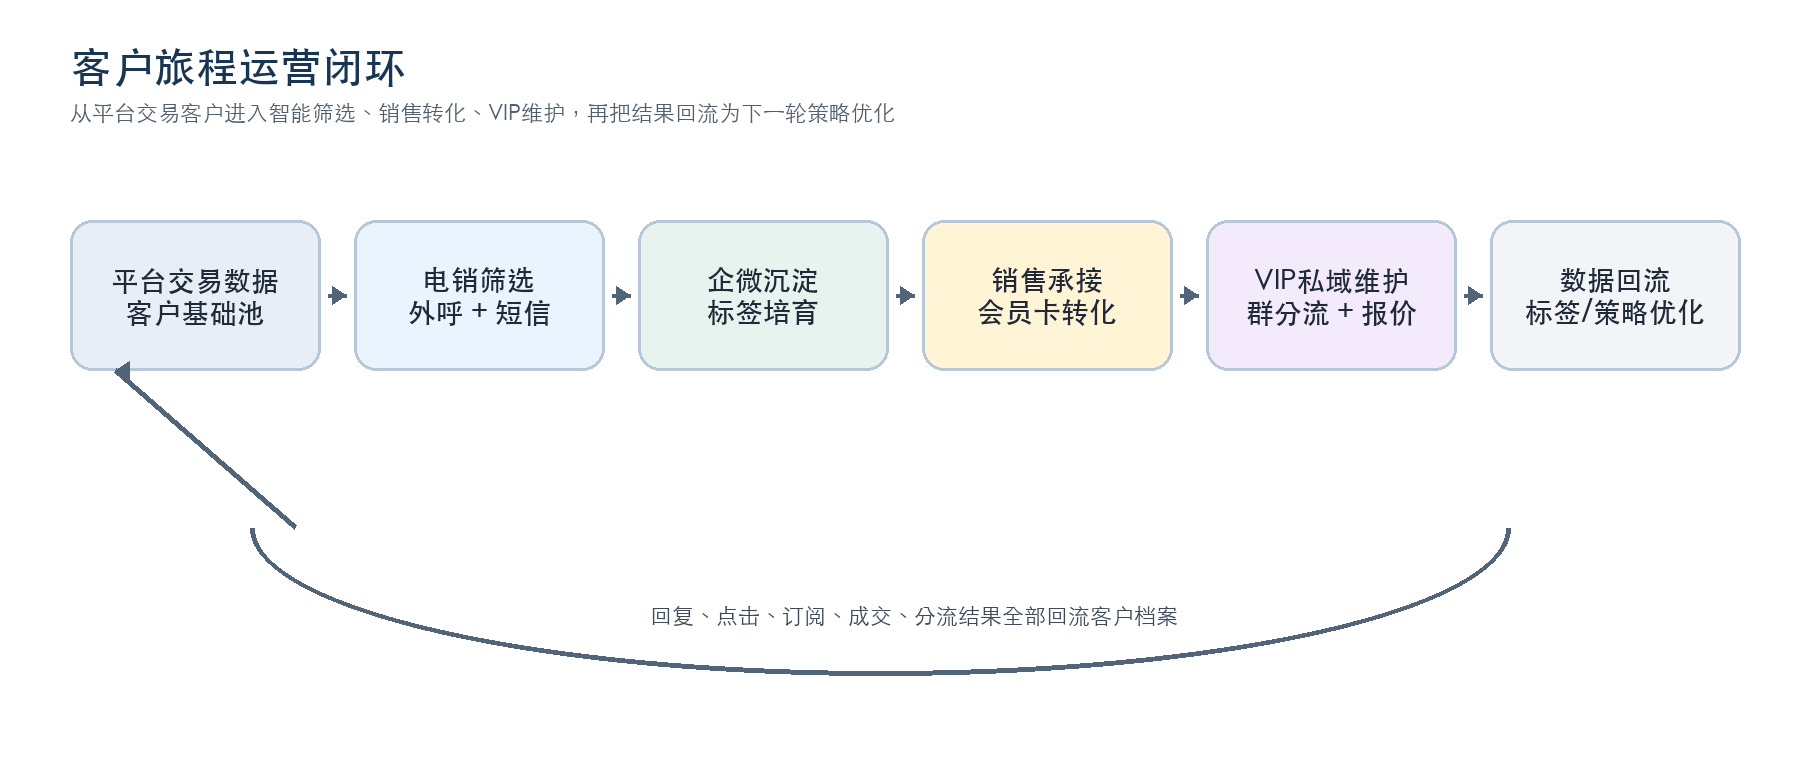 客户旅程运营闭环
从平台交易客户进入智能筛选、销售转化、VIP维护，再把结果回流为下一轮策略优化
平台交易数据
客户基础池
电销筛选
外呼 + 短信
企微沉淀
标签培育
销售承接
会员卡转化
VIP私域维护
群分流 + 报价
数据回流
标签/策略优化
回复、点击、订阅、成交、分流结果全部回流客户档案